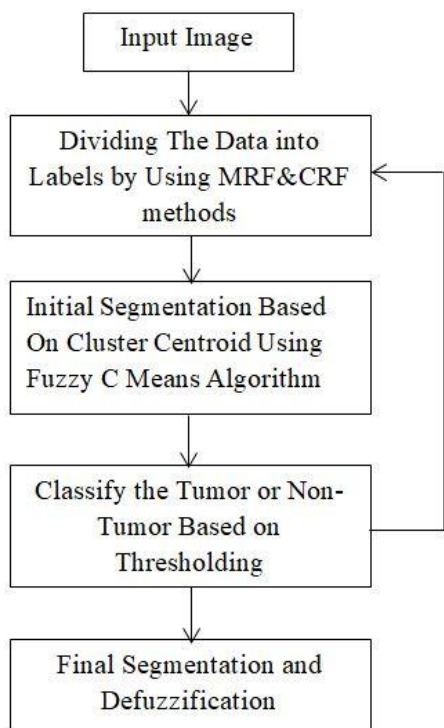 Input Image
Dividing The Data into
Labels by Using MRF&CRF
methods
Initial Segmentation Based
On Cluster Centroid Using
Fuzzy C Means Algorithm
Classify the Tumor or Non-
Tumor Based on
Thresholding
Final Segmentation and
Defuzzification